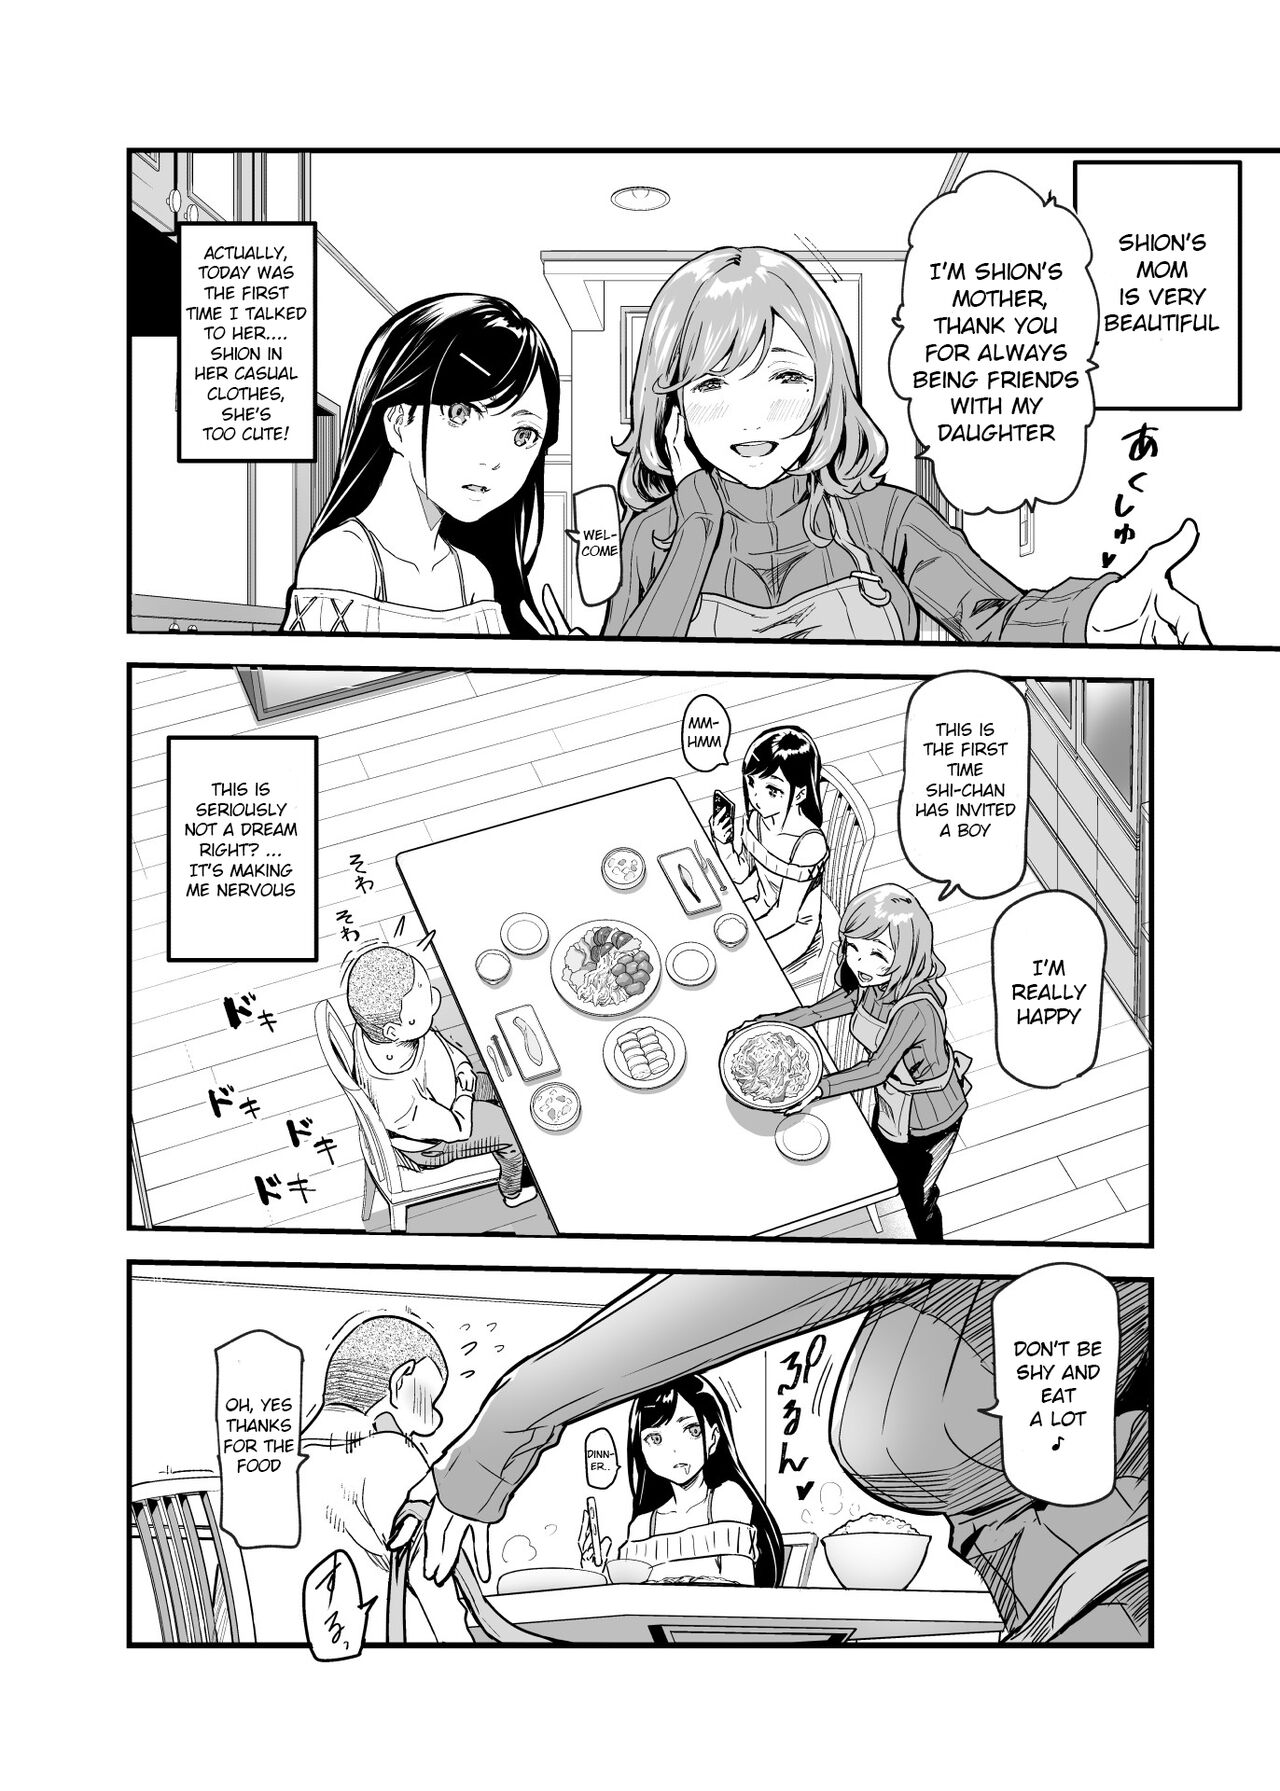 SHION'S
MOM
IS VERY
BEAUTIFUL
I'M SHION'S
MOTHER,
THANK YOU
FOR ALWAYS
BEING FRIENDS
WITH MY
DAUGHTER
あくしゅ♥
WEL-
COME
ACTUALLY,
TODAY WAS
THE FIRST
TIME I TALKED
TO HER....
SHION IN
HER CASUAL
CLOTHES,
SHE'S
TOO CUTE!
THIS IS
THE FIRST
TIME
SHI-CHAN
HAS INVITED
A BOY
I'M
REALLY
HAPPY
MM-
HMM
THIS IS
SERIOUSLY
NOT A DREAM
RIGHT? ...
IT'S MAKING
ME NERVOUS
そわ
そわ
ドキ
ドキ
ドキ
ドキ
DON'T BE
SHY AND
EAT
A LOT
♪
ぷるん♥
DINN-
ER..
OH, YES
THANKS
FOR THE
FOOD
するっ